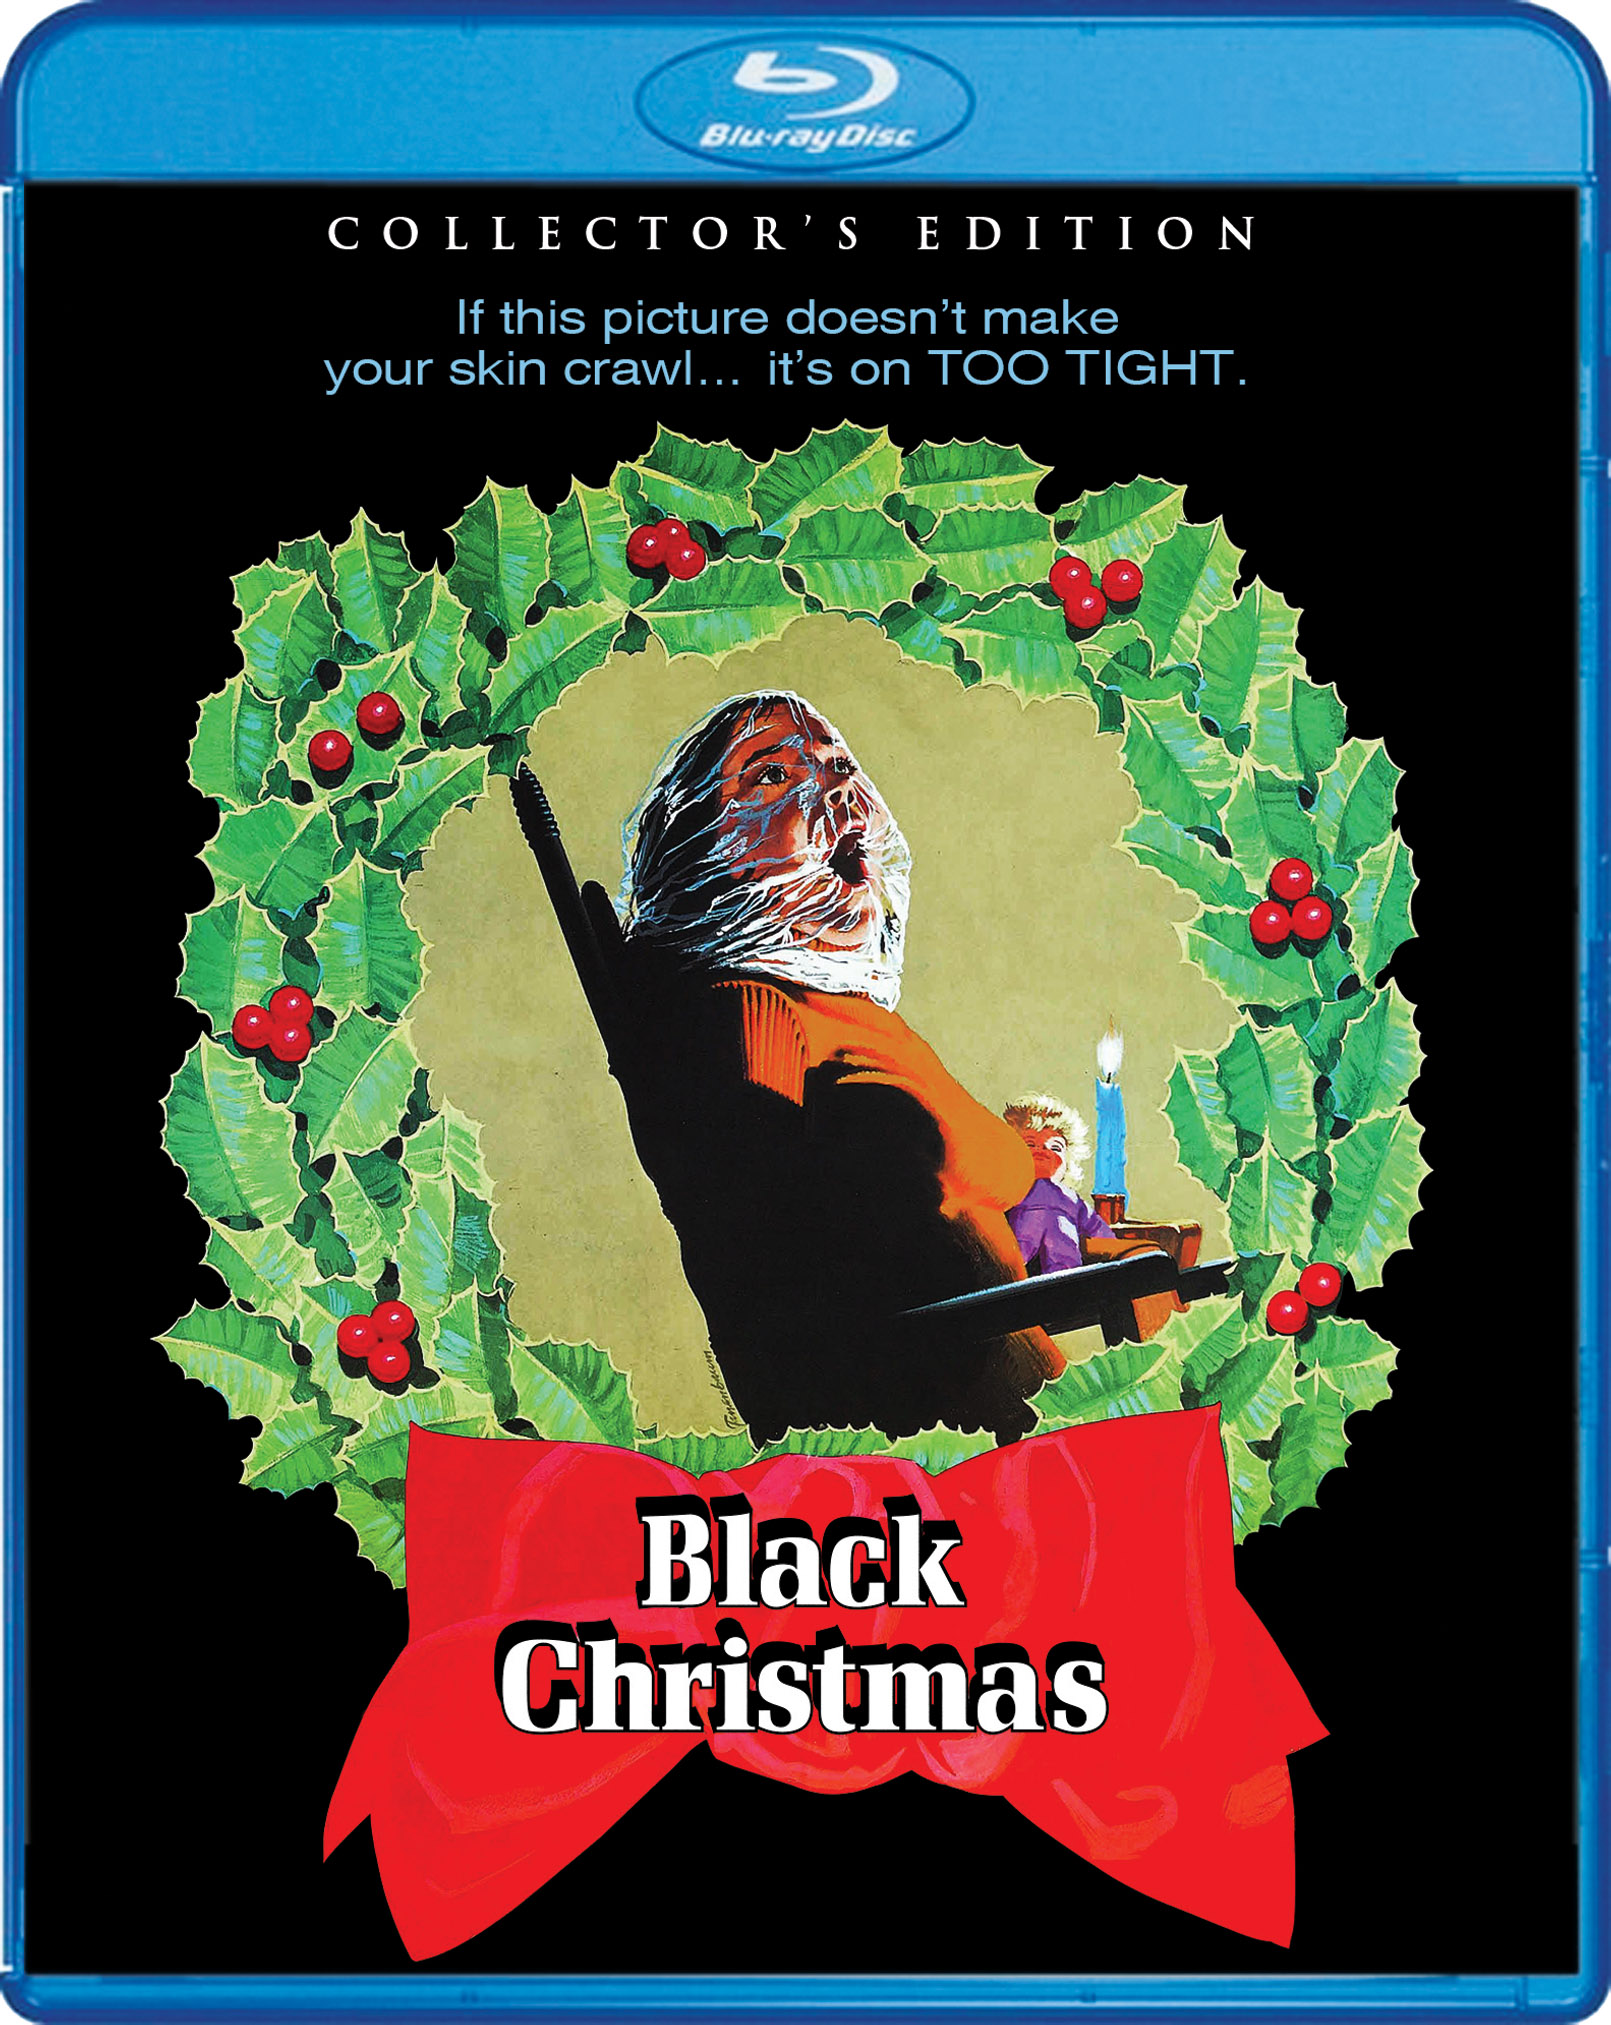 Blu-ray Disc
COLLECTOR'S EDITION
If this picture doesn't make
your skin crawl... it's on TOO TIGHT.
Tenenbaum
Black
Christmas